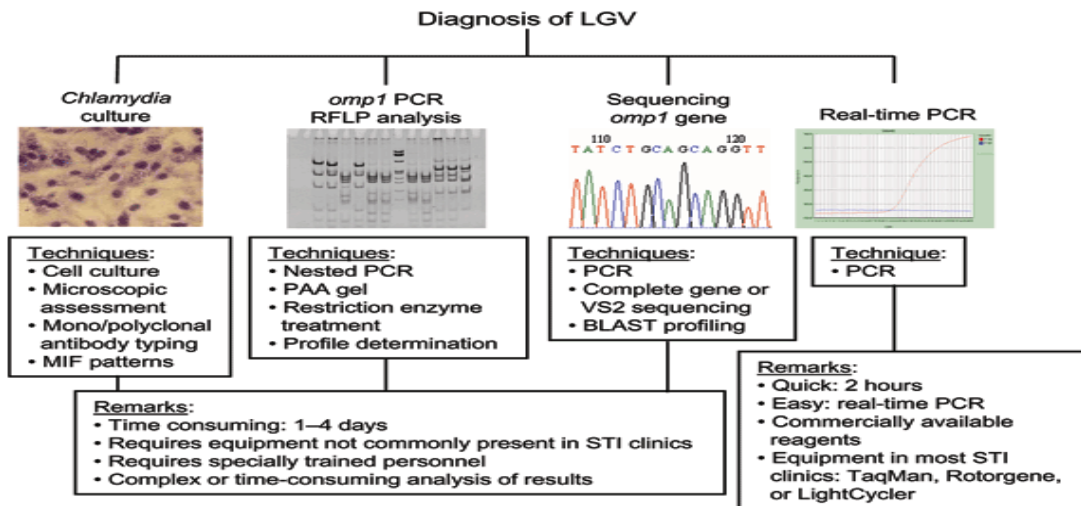 Diagnosis of LGV
Chlamydia
culture
omp1 PCR
RFLP analysis
Sequencing
omp1 gene
Real-time PCR
110 120
T A T C T G C A G C A G G T T
Techniques:
• Cell culture
• Microscopic
assessment
• Mono/polyclonal
antibody typing
• MIF patterns
Techniques:
• Nested PCR
• PAA gel
• Restriction enzyme
treatment
• Profile determination
Techniques:
• PCR
• Complete gene or
VS2 sequencing
• BLAST profiling
Technique:
• PCR
Remarks:
• Time consuming: 1–4 days
• Requires equipment not commonly present in STI clinics
• Requires specially trained personnel
• Complex or time-consuming analysis of results
Remarks:
• Quick: 2 hours
• Easy: real-time PCR
• Commercially available
reagents
• Equipment in most STI
clinics: TaqMan, Rotorgene,
or LightCycler